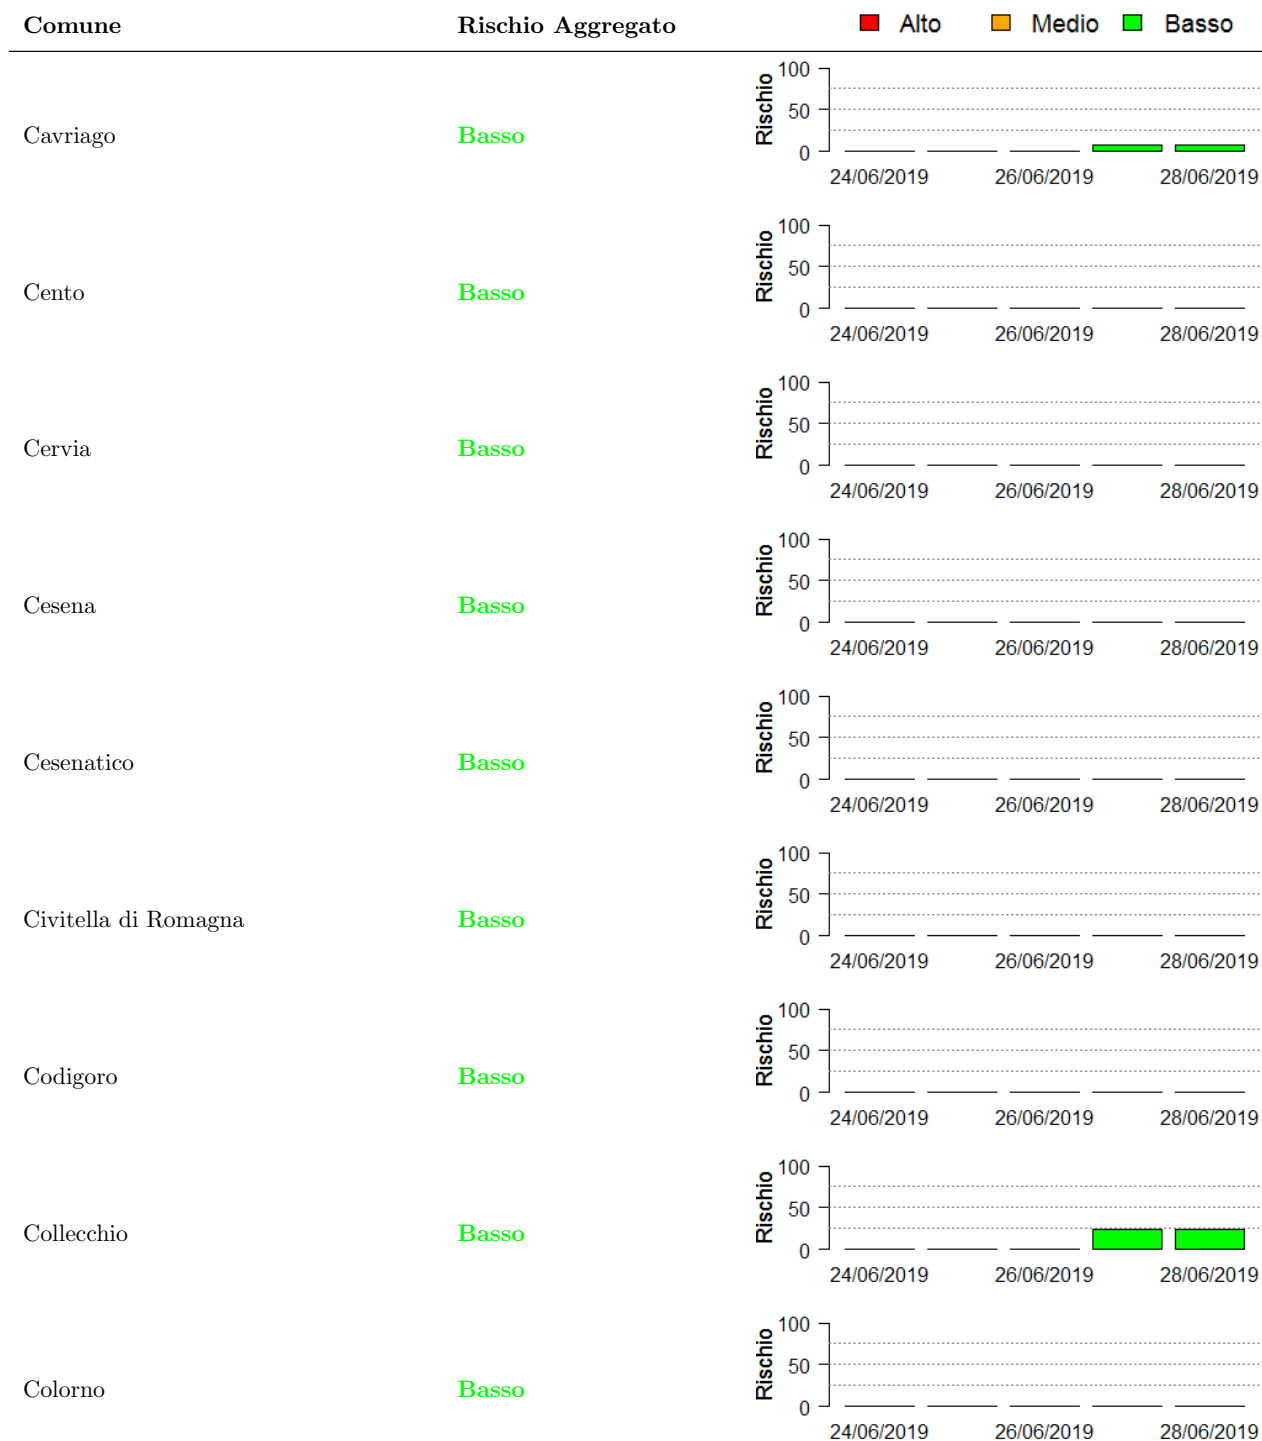 Comune Rischio Aggregato Alto Medio Basso
Cavriago Basso Rischio 100 50 0
24/06/2019 26/06/2019 28/06/2019
Cento Basso Rischio 100 50 0
24/06/2019 26/06/2019 28/06/2019
Cervia Basso Rischio 100 50 0
24/06/2019 26/06/2019 28/06/2019
Cesena Basso Rischio 100 50 0
24/06/2019 26/06/2019 28/06/2019
Cesenatico Basso Rischio 100 50 0
24/06/2019 26/06/2019 28/06/2019
Civitella di Romagna Basso Rischio 100 50 0
24/06/2019 26/06/2019 28/06/2019
Codigoro Basso Rischio 100 50 0
24/06/2019 26/06/2019 28/06/2019
Collecchio Basso Rischio 100 50 0
24/06/2019 26/06/2019 28/06/2019
Colorno Basso Rischio 100 50 0
24/06/2019 26/06/2019 28/06/2019